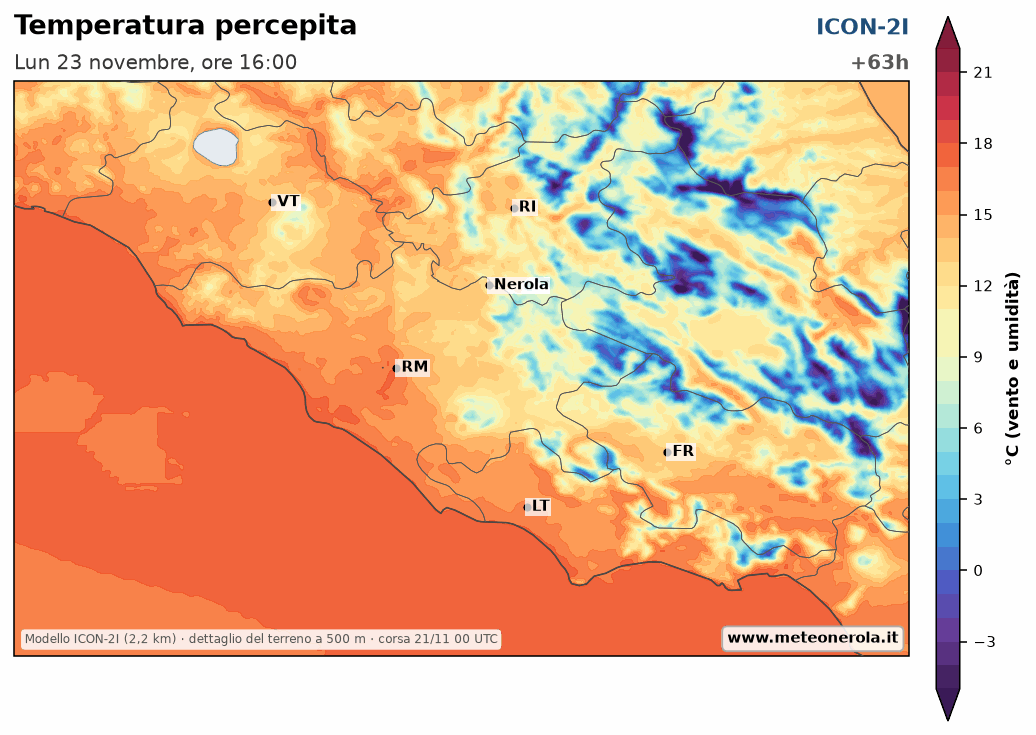 Temperatura percepita
ICON-2I
Lun 23 novembre, ore 16:00
+63h
VT
RI
Nerola
RM
FR
LT
Modello ICON-2I (2,2 km) · dettaglio del terreno a 500 m · corsa 21/11 00 UTC
www.meteonerola.it
21
18
15
12
9
6
3
0
−3
°C (vento e umidità)